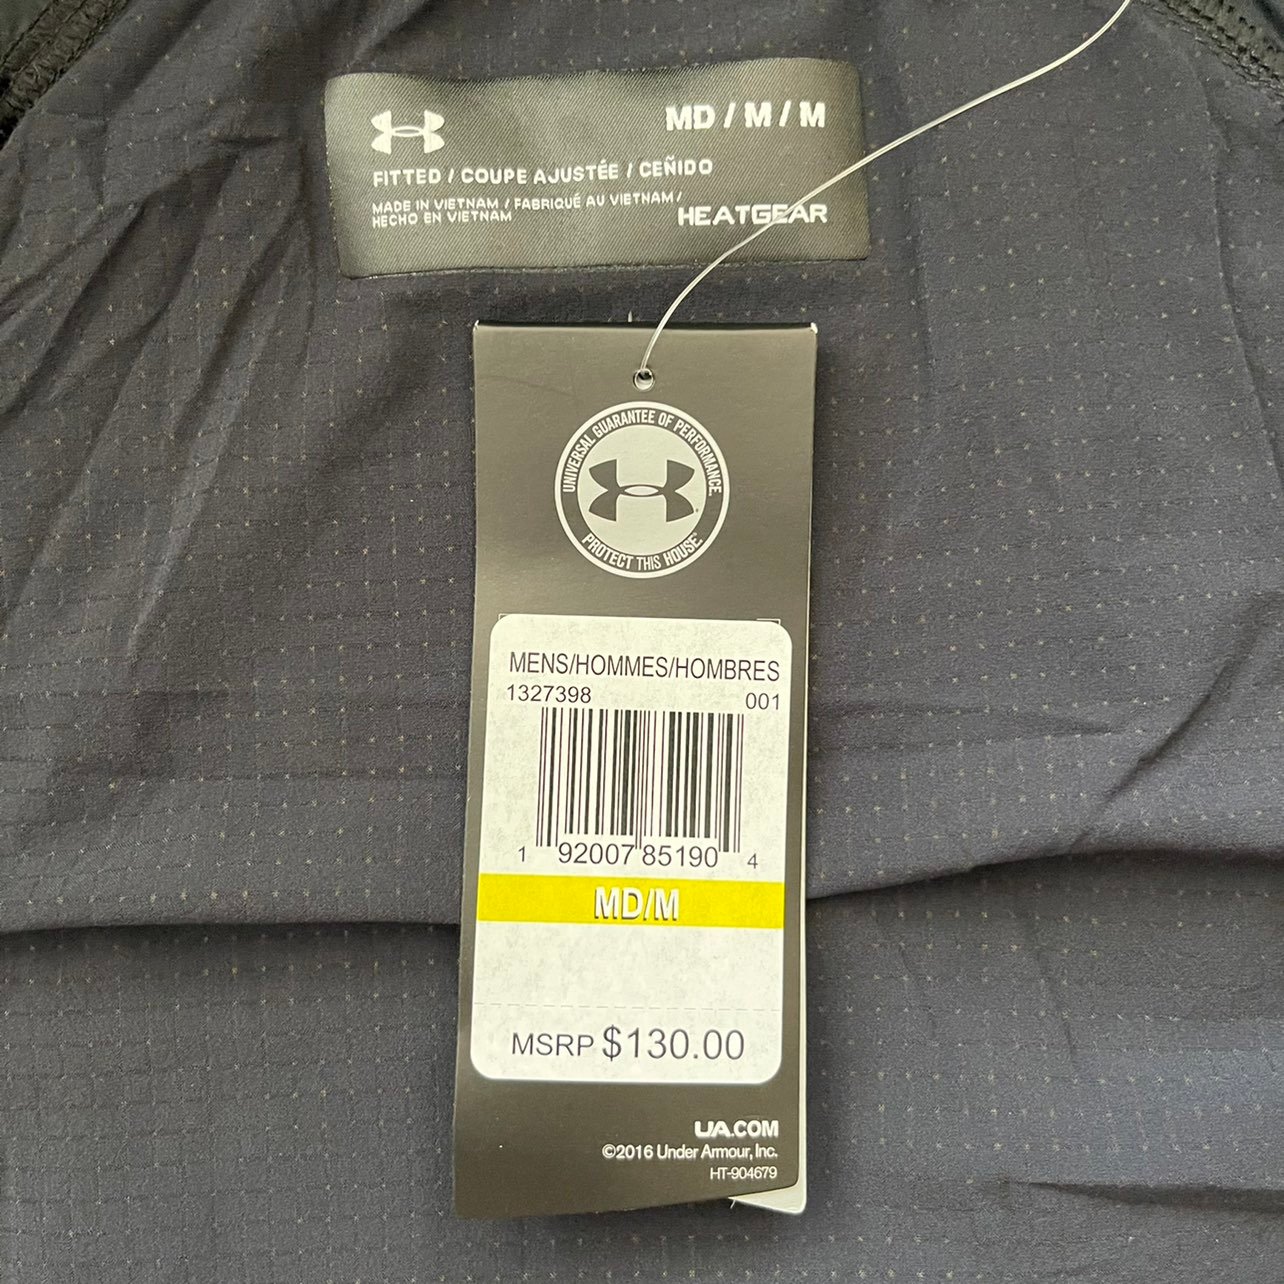 MD / M / M
FITTED / COUPE AJUSTÉE / CEÑIDO
MADE IN VIETNAM / FABRIQUÉ AU VIETNAM /
HECHO EN VIETNAM
HEATGEAR
UNIVERSAL GUARANTEE OF PERFORMANCE.
PROTECT THIS HOUSE
MENS/HOMMES/HOMBRES
1327398 001
1 92007 85190 4
MD/M
MSRP $130.00
UA.COM
©2016 Under Armour, Inc.
HT-904679